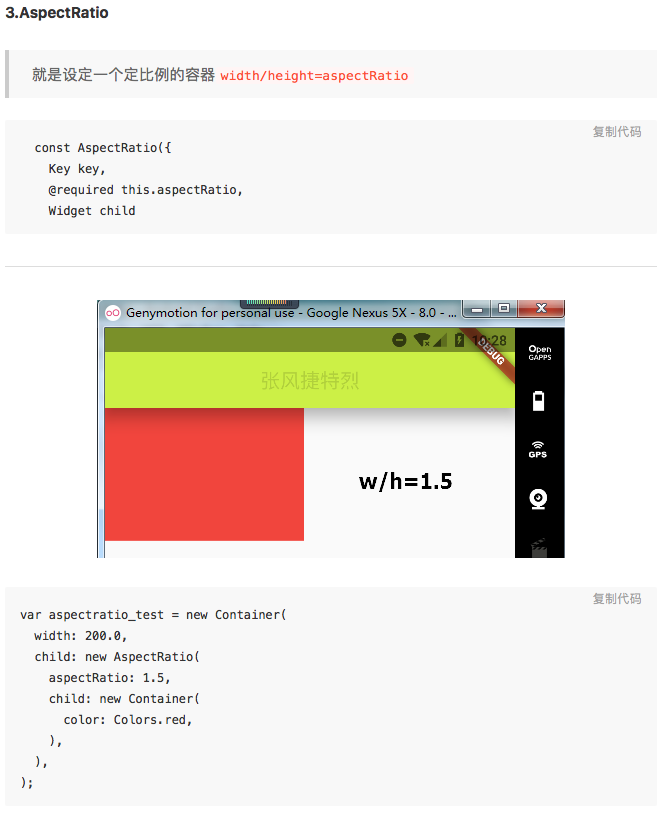 3.AspectRatio
就是设定一个定比例的容器 width/height=aspectRatio
复制代码
const AspectRatio({
Key key,
@required this.aspectRatio,
Widget child
Genymotion for personal use - Google Nexus 5X - 8.0 - ...
10:28
DEBUG
Open
GAPPS
张风捷特烈
GPS
w/h=1.5
复制代码
var aspectratio_test = new Container(
width: 200.0,
child: new AspectRatio(
aspectRatio: 1.5,
child: new Container(
color: Colors.red,
),
),
);